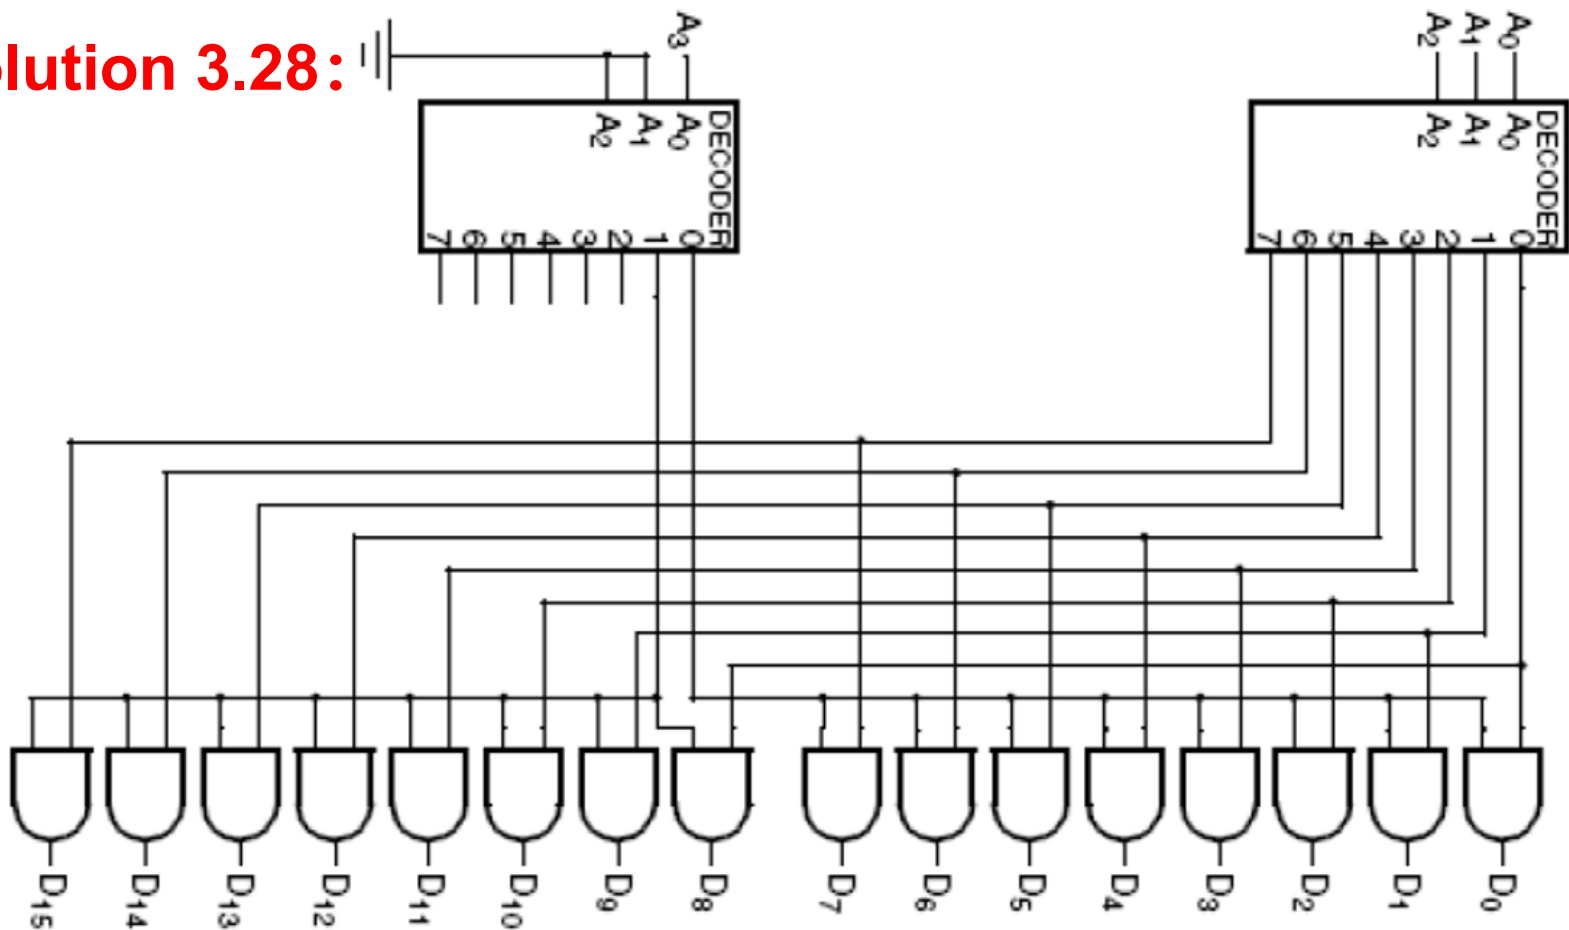 olution 3.28:
A3
A0 A1 A2
DECODER
A0 A1 A2
0 1 2 3 4 5 6 7
DECODER
A0 A1 A2
0 1 2 3 4 5 6 7
D0 D1 D2 D3 D4 D5 D6 D7 D8 D9 D10 D11 D12 D13 D14 D15